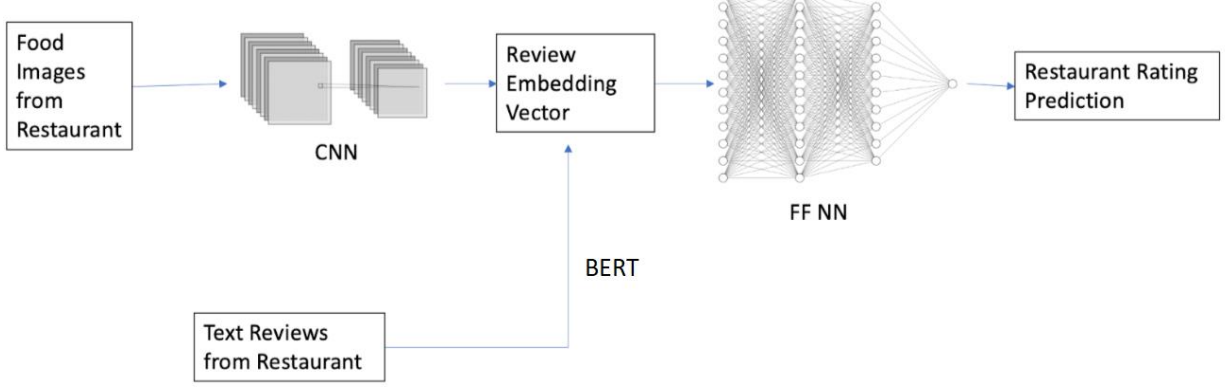 Food
Images
from
Restaurant
CNN
Review
Embedding
Vector
FF NN
Restaurant Rating
Prediction
BERT
Text Reviews
from Restaurant